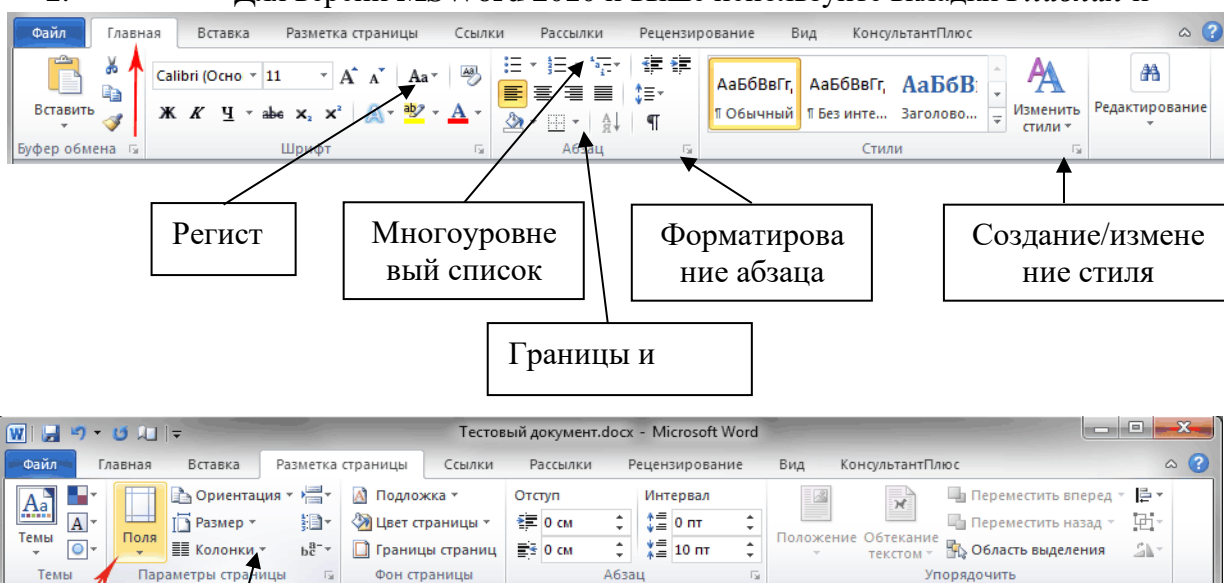 Файл Главная Вставка Разметка страницы Ссылки Рассылки Рецензирование Вид КонсультантПлюс
Calibri (Осно 11 Аа
АаБбВвГг, АаБбВвГг, АаБбВ
Вставить
Ж К Ч abc x₂ x²
¶ Обычный ¶ Без инте... Заголово...
Изменить стили
Редактирование
Буфер обмена Шрифт Абзац Стили
Регист
Многоуровне
вый список
Форматирова
ние абзаца
Создание/измене
ние стиля
Границы и
Тестовый документ.docx - Microsoft Word
Файл Главная Вставка Разметка страницы Ссылки Рассылки Рецензирование Вид КонсультантПлюс
Темы
Поля
Ориентация
Размер
Колонки
Подложка
Цвет страницы
Границы страниц
Отступ
0 см
0 см
Интервал
0 пт
10 пт
Положение
Обтекание текстом
Переместить вперед
Переместить назад
Область выделения
Темы Параметры страницы Фон страницы Абзац Упорядочить